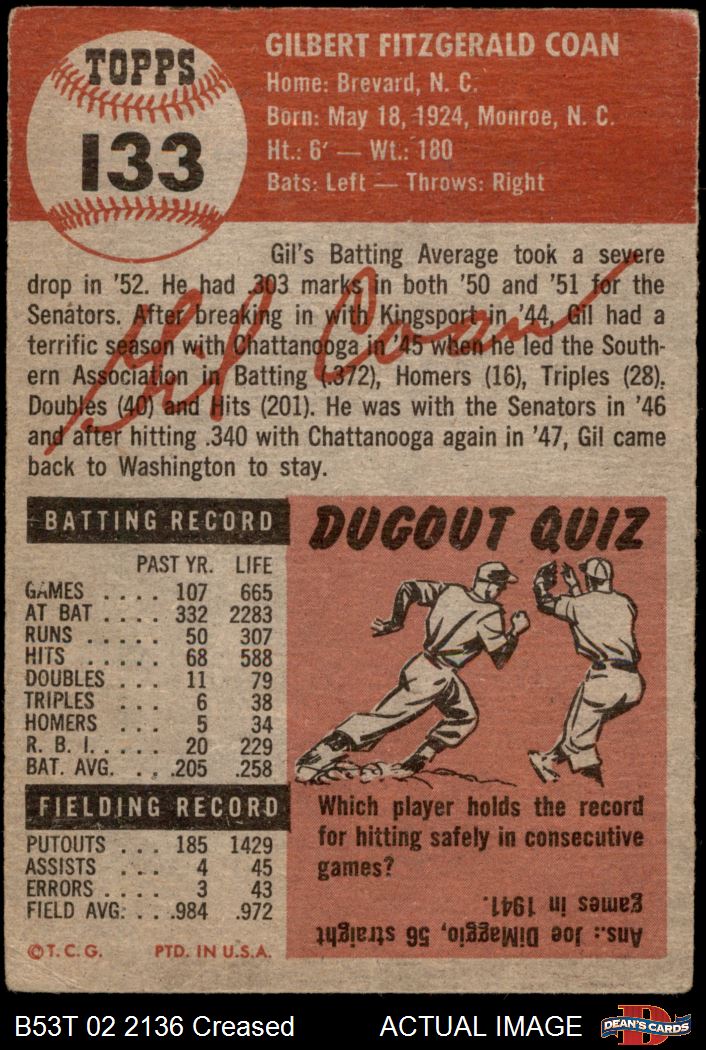 TOPPS
133
GILBERT FITZGERALD COAN
Home: Brevard, N. C.
Born: May 18, 1924, Monroe, N. C.
Ht.: 6' — Wt.: 180
Bats: Left — Throws: Right
Gil's Batting Average took a severe
drop in '52. He had .303 marks in both '50 and '51 for the
Senators. After breaking in with Kingsport in '44, Gil had a
terrific season with Chattanooga in '45 when he led the South-
ern Association in Batting (.372), Homers (16), Triples (28),
Doubles (40) and Hits (201). He was with the Senators in '46
and after hitting .340 with Chattanooga again in '47, Gil came
back to Washington to stay.
Gil Coan
BATTING RECORD
PAST YR. LIFE
GAMES .... 107 665
AT BAT .... 332 2283
RUNS ..... 50 307
HITS ..... 68 588
DOUBLES ... 11 79
TRIPLES ... 6 38
HOMERS ... 5 34
R. B. I. .... 20 229
BAT. AVG. .. .205 .258
FIELDING RECORD
PUTOUTS ... 185 1429
ASSISTS ... 4 45
ERRORS .... 3 43
FIELD AVG. .. .984 .972
© T. C. G. PTD. IN U.S.A.
DUGOUT QUIZ
Which player holds the record
for hitting safely in consecutive
games?
Ans.: Joe DiMaggio, 56 straight
games in 1941.
B53T 02 2136 Creased
ACTUAL IMAGE
DEAN'S CARDS